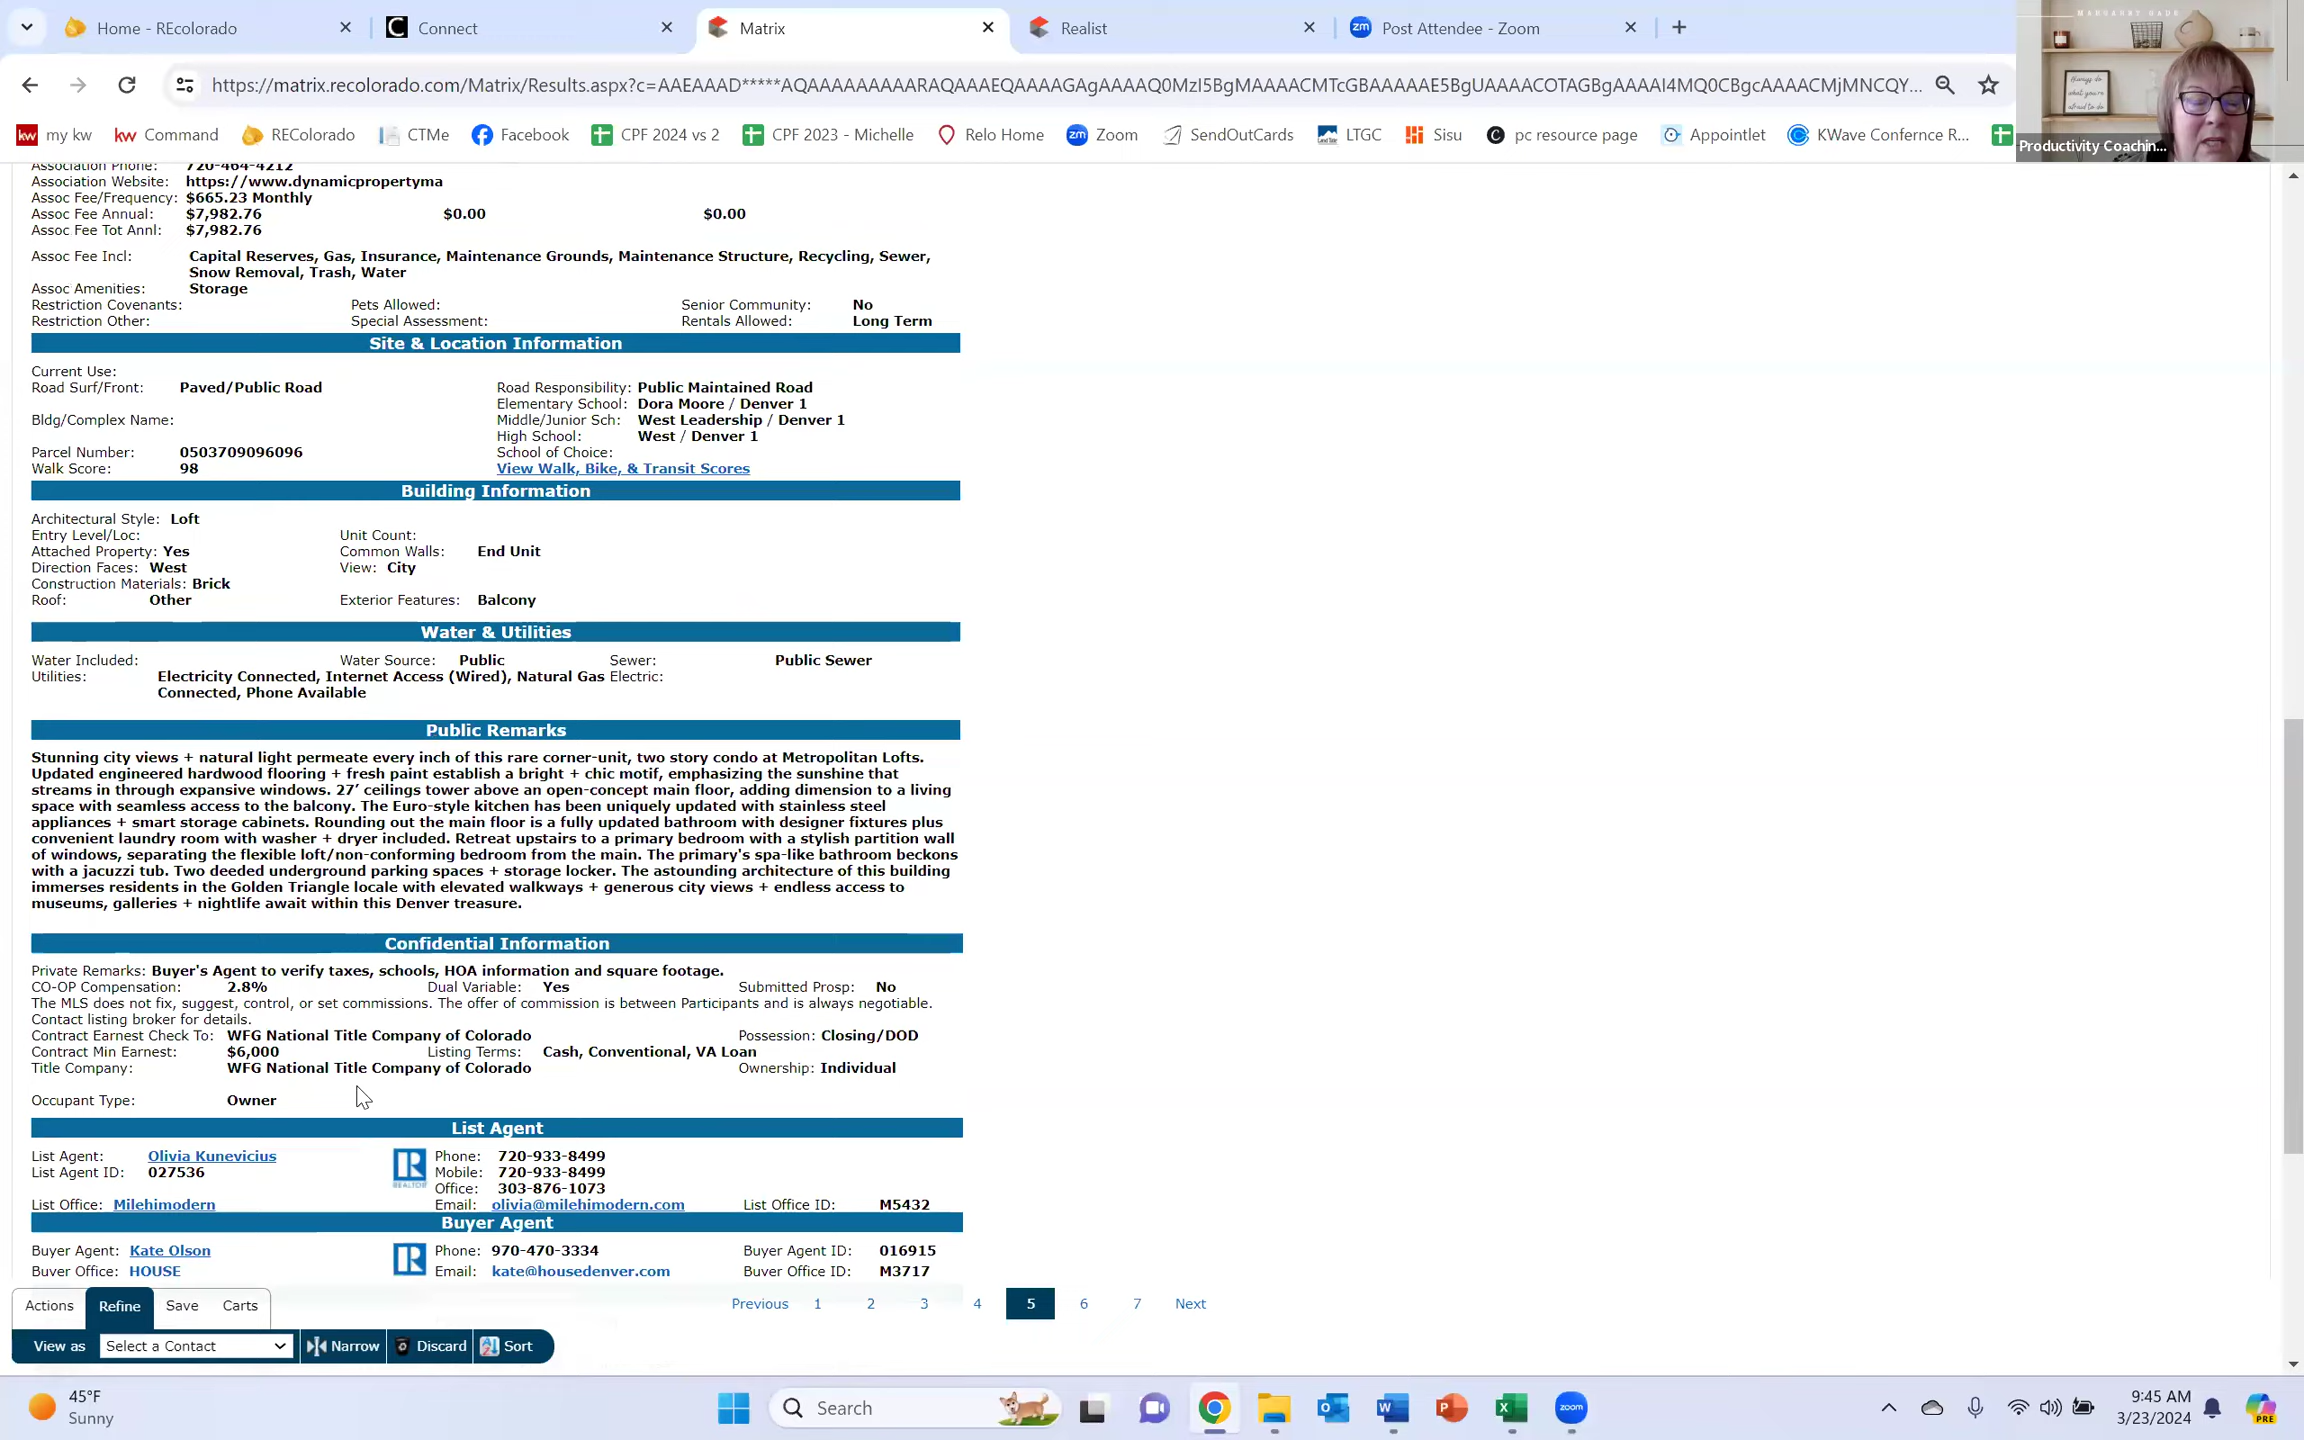 Home - REcolorado
Connect
Matrix
Realist
Post Attendee - Zoom
https://matrix.recolorado.com/Matrix/Results.aspx?c=AAEAAAD*****AQAAAAAAAAARAQAAAEQAAAAGAgAAAAQ0MzI5BgMAAAACMTcGBAAAAAE5BgUAAAACOTAGBgAAAAI4MQ0CBgcAAAACMjMNCQY...
my kw
Command
REColorado
CTMe
Facebook
CPF 2024 vs 2
CPF 2023 - Michelle
Relo Home
Zoom
SendOutCards
LTGC
Sisu
pc resource page
Appointlet
KWave Confernce R...
Productivity Coachin...
Association Phone: 720-464-4212
Association Website: https://www.dynamicpropertyma
Assoc Fee/Frequency: $665.23 Monthly
Assoc Fee Annual: $7,982.76 $0.00 $0.00
Assoc Fee Tot Annl: $7,982.76
Assoc Fee Incl: Capital Reserves, Gas, Insurance, Maintenance Grounds, Maintenance Structure, Recycling, Sewer,
Snow Removal, Trash, Water
Assoc Amenities: Storage
Restriction Covenants: Pets Allowed: Senior Community: No
Restriction Other: Special Assessment: Rentals Allowed: Long Term
Site & Location Information
Current Use:
Road Surf/Front: Paved/Public Road Road Responsibility: Public Maintained Road
Elementary School: Dora Moore / Denver 1
Bldg/Complex Name: Middle/Junior Sch: West Leadership / Denver 1
High School: West / Denver 1
Parcel Number: 0503709096096 School of Choice:
Walk Score: 98 View Walk, Bike, & Transit Scores
Building Information
Architectural Style: Loft
Entry Level/Loc: Unit Count:
Attached Property: Yes Common Walls: End Unit
Direction Faces: West View: City
Construction Materials: Brick
Roof: Other Exterior Features: Balcony
Water & Utilities
Water Included: Water Source: Public Sewer: Public Sewer
Utilities: Electricity Connected, Internet Access (Wired), Natural Gas Electric:
Connected, Phone Available
Public Remarks
Stunning city views + natural light permeate every inch of this rare corner-unit, two story condo at Metropolitan Lofts.
Updated engineered hardwood flooring + fresh paint establish a bright + chic motif, emphasizing the sunshine that
streams in through expansive windows. 27’ ceilings tower above an open-concept main floor, adding dimension to a living
space with seamless access to the balcony. The Euro-style kitchen has been uniquely updated with stainless steel
appliances + smart storage cabinets. Rounding out the main floor is a fully updated bathroom with designer fixtures plus
convenient laundry room with washer + dryer included. Retreat upstairs to a primary bedroom with a stylish partition wall
of windows, separating the flexible loft/non-conforming bedroom from the main. The primary's spa-like bathroom beckons
with a jacuzzi tub. Two deeded underground parking spaces + storage locker. The astounding architecture of this building
immerses residents in the Golden Triangle locale with elevated walkways + generous city views + endless access to
museums, galleries + nightlife await within this Denver treasure.
Confidential Information
Private Remarks: Buyer's Agent to verify taxes, schools, HOA information and square footage.
CO-OP Compensation: 2.8% Dual Variable: Yes Submitted Prosp: No
The MLS does not fix, suggest, control, or set commissions. The offer of commission is between Participants and is always negotiable.
Contact listing broker for details.
Contract Earnest Check To: WFG National Title Company of Colorado Possession: Closing/DOD
Contract Min Earnest: $6,000 Listing Terms: Cash, Conventional, VA Loan
Title Company: WFG National Title Company of Colorado Ownership: Individual
Occupant Type: Owner
List Agent
List Agent: Olivia Kunevicius Phone: 720-933-8499
List Agent ID: 027536 Mobile: 720-933-8499
Office: 303-876-1073
List Office: Milehimodern Email: olivia@milehimodern.com List Office ID: M5432
Buyer Agent
Buyer Agent: Kate Olson Phone: 970-470-3334 Buyer Agent ID: 016915
Buyer Office: HOUSE Email: kate@housedenver.com Buyer Office ID: M3717
Actions Refine Save Carts
Previous 1 2 3 4 5 6 7 Next
View as Select a Contact Narrow Discard Sort
45°F
Sunny
Search
9:45 AM
3/23/2024